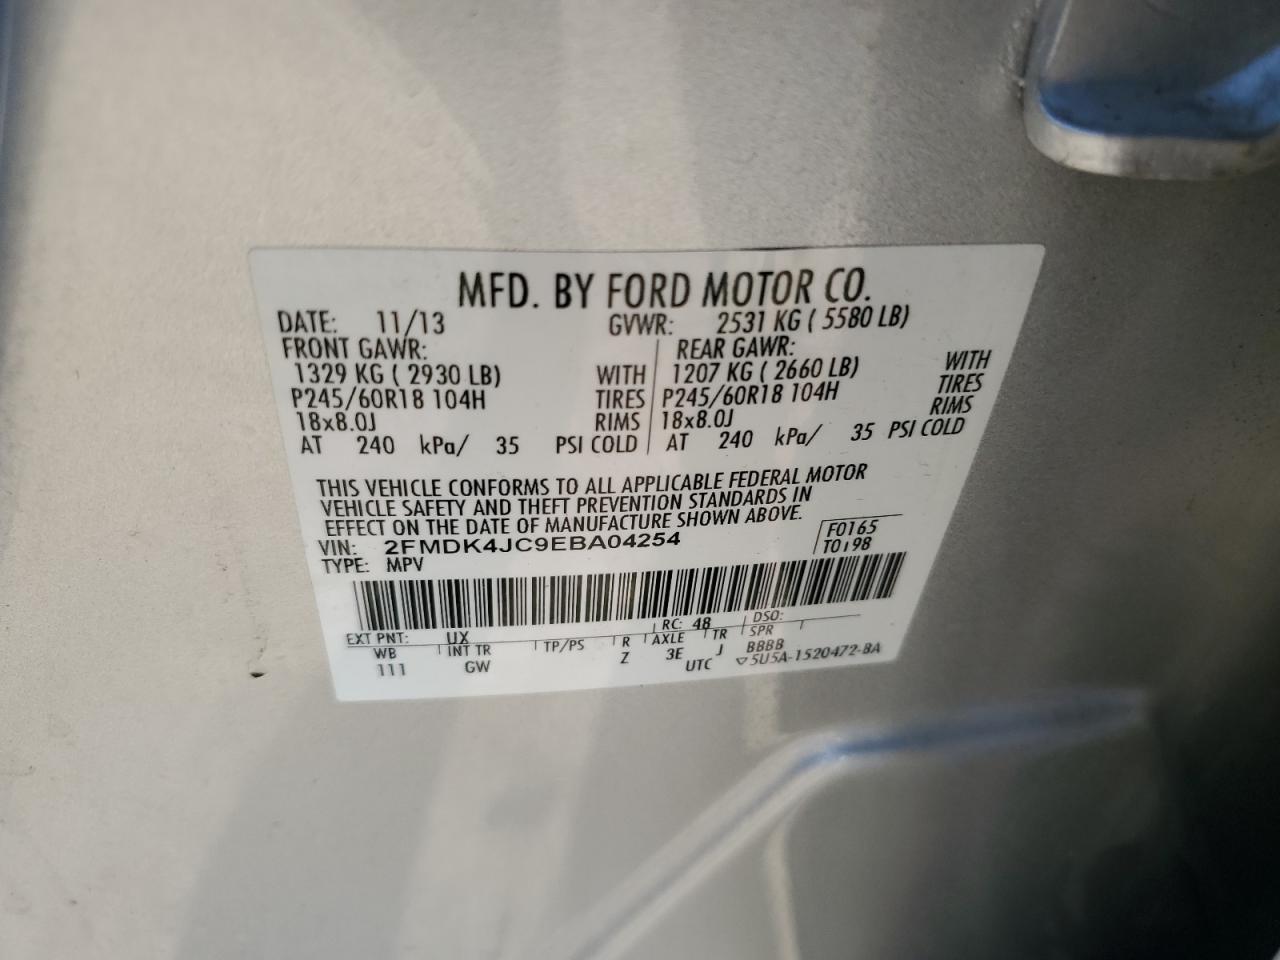 MFD. BY FORD MOTOR CO.
DATE: 11/13 GVWR: 2531 KG ( 5580 LB)
FRONT GAWR: REAR GAWR:
1329 KG ( 2930 LB) WITH 1207 KG ( 2660 LB) WITH
P245/60R18 104H TIRES P245/60R18 104H TIRES
18x8.0J RIMS 18x8.0J RIMS
AT 240 kPa/ 35 PSI COLD AT 240 kPa/ 35 PSI COLD
THIS VEHICLE CONFORMS TO ALL APPLICABLE FEDERAL MOTOR
VEHICLE SAFETY AND THEFT PREVENTION STANDARDS IN
EFFECT ON THE DATE OF MANUFACTURE SHOWN ABOVE.
VIN: 2FMDK4JC9EBA04254 F0165
TYPE: MPV T0198
EXT PNT: UX RC: 48 DSO:
WB INT TR TP/PS R AXLE TR SPR
111 GW Z 3E J BBBB
UTC ▽5U5A-1520472-BA